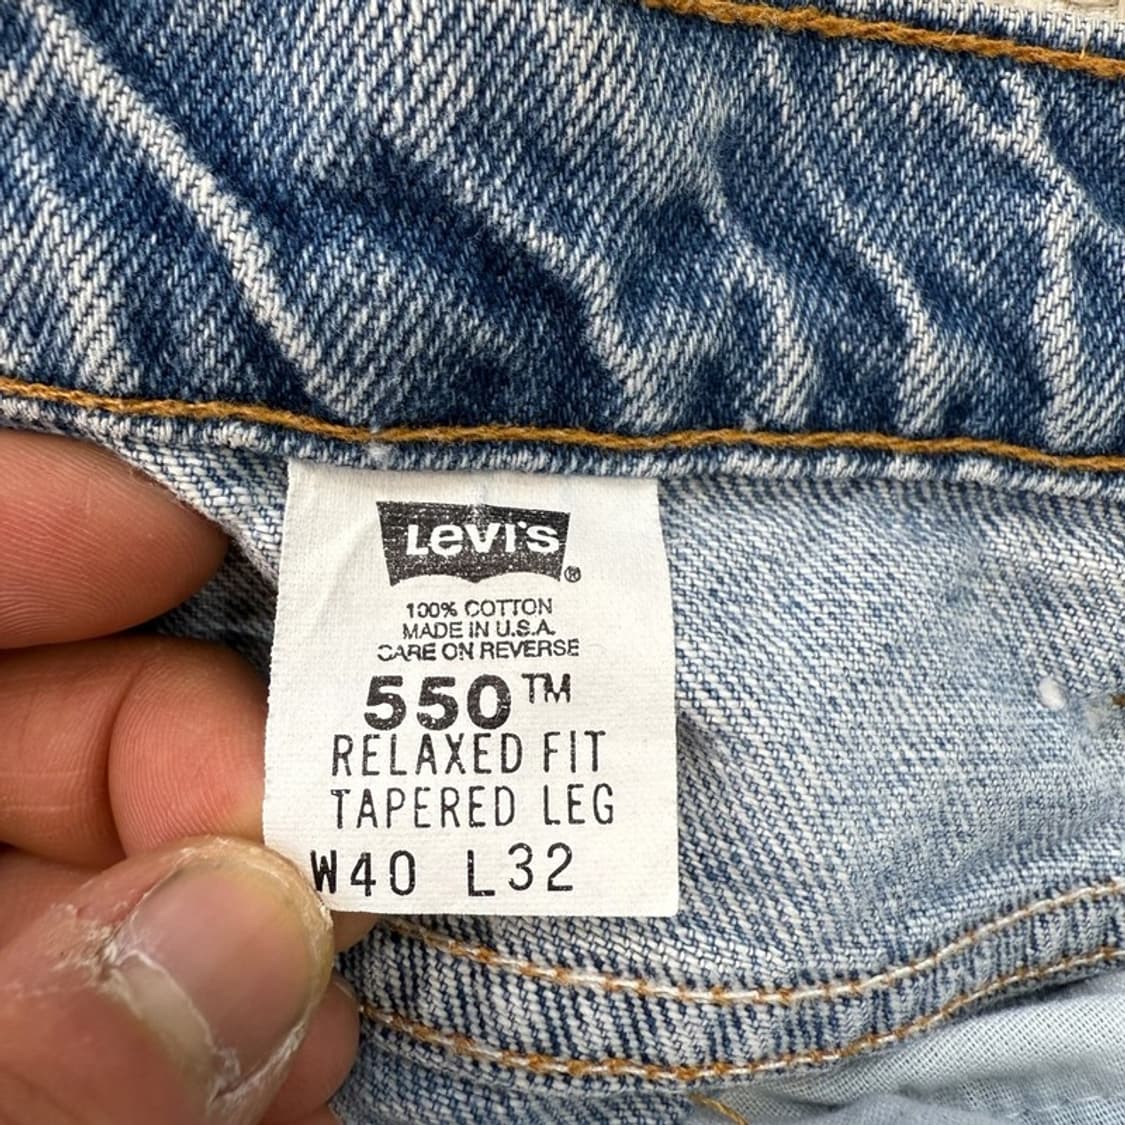 Levi's®
100% COTTON
MADE IN U.S.A.
CARE ON REVERSE
550™
RELAXED FIT
TAPERED LEG
W40 L32